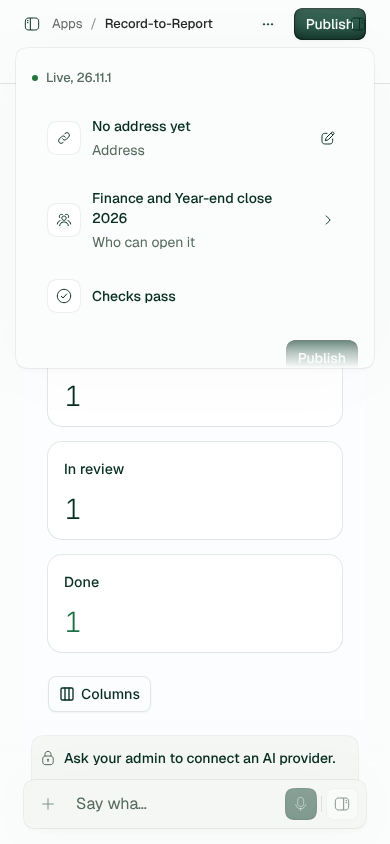 Apps / Record-to-Report
Publish
Live, 26.11.1
No address yet
Address
Finance and Year-end close
2026
Who can open it
Checks pass
Publish
1
In review
1
Done
1
Columns
Ask your admin to connect an AI provider.
Say wha...